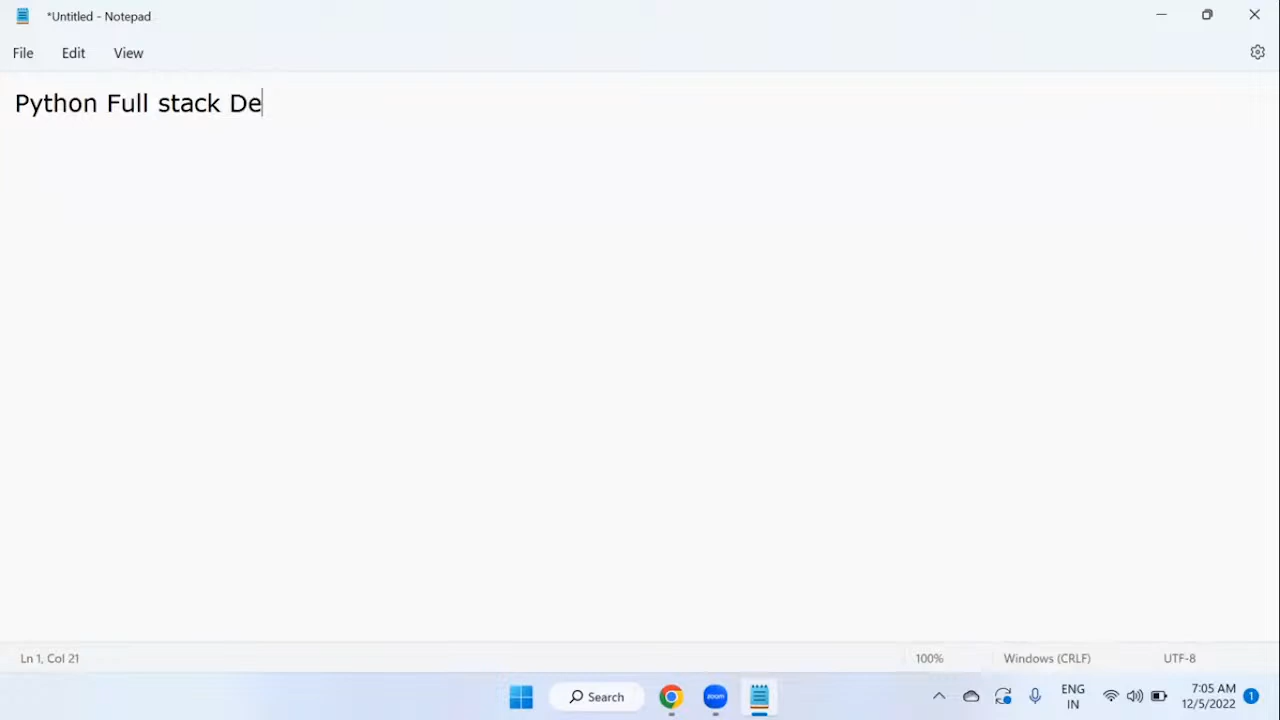 *Untitled - Notepad
File Edit View
Python Full stack De
Ln 1, Col 21 100% Windows (CRLF) UTF-8
Search zoom ENG IN 7:05 AM 12/5/2022 1